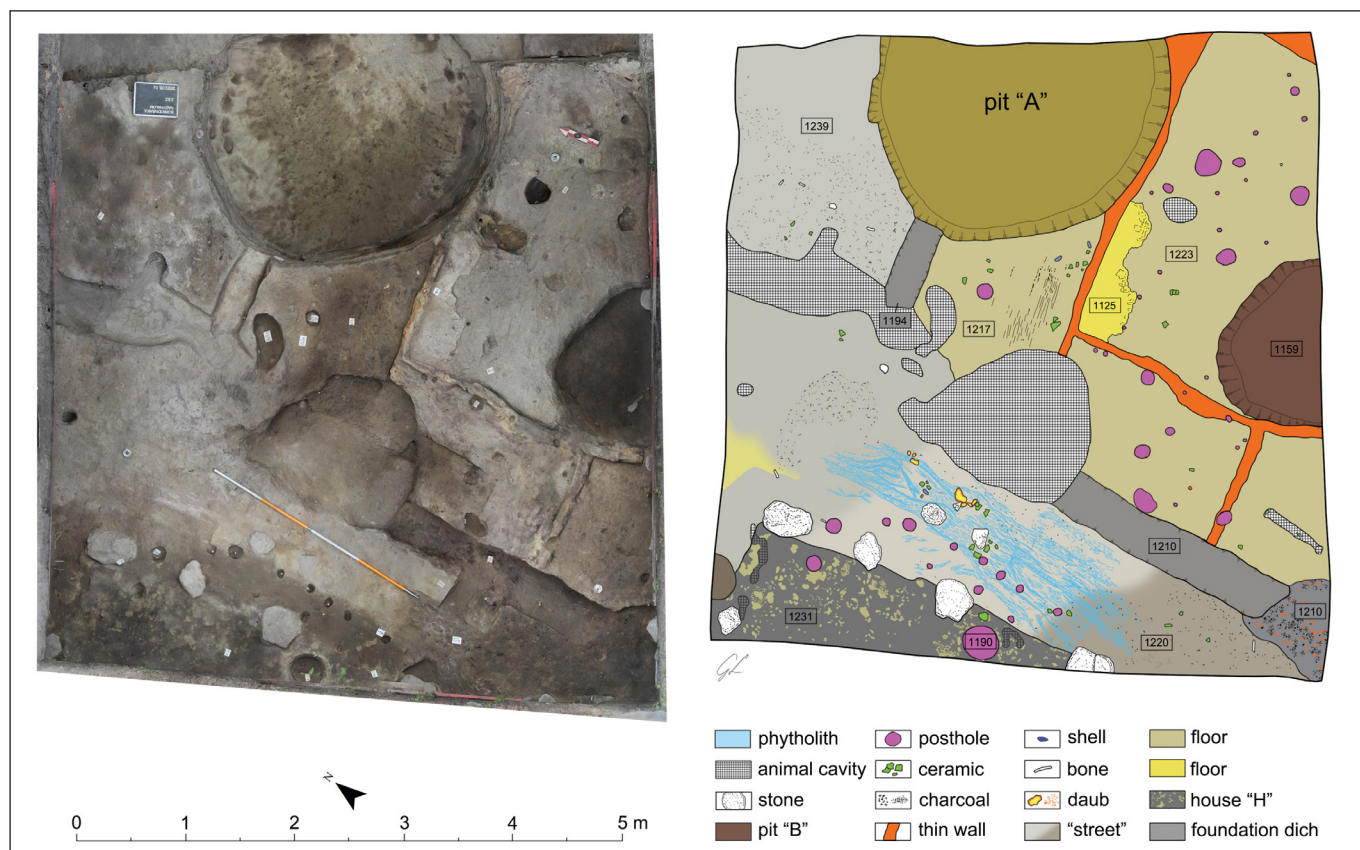 pit "A"
1239
1223
1125
1194
1217
1159
1210
1231
1190
1220
1210
N
0 1 2 3 4 5 m
phytholith
posthole
shell
floor
animal cavity
ceramic
bone
floor
stone
charcoal
daub
house "H"
pit "B"
thin wall
"street"
foundation dich